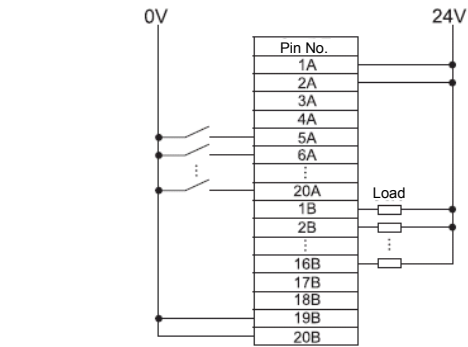 0V
24V
Pin No.
1A
2A
3A
4A
5A
6A
20A
Load
1B
2B
16B
17B
18B
19B
20B